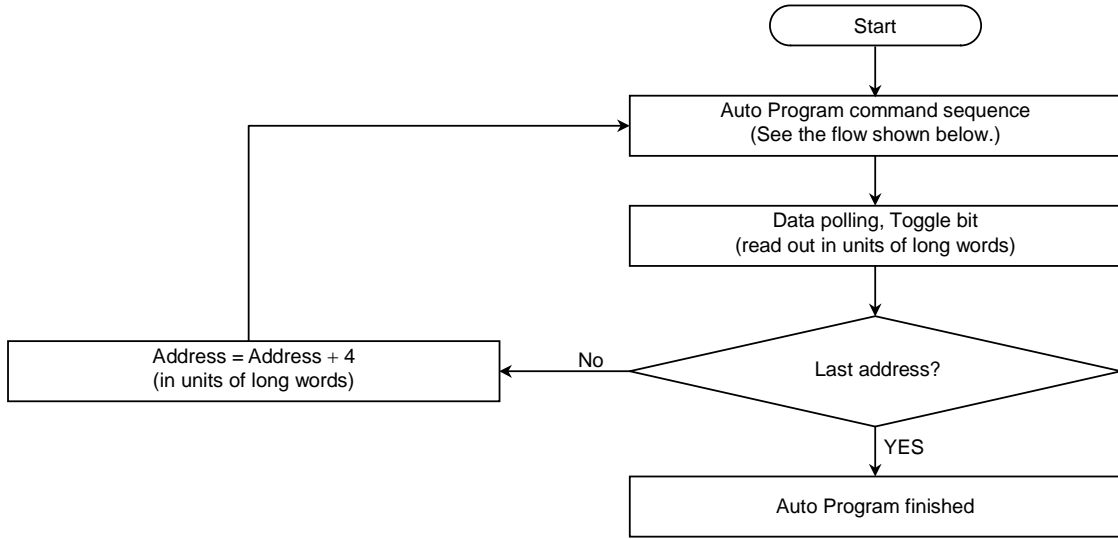 Start
Auto Program command sequence
(See the flow shown below.)
Data polling, Toggle bit
(read out in units of long words)
Last address?
No
Address = Address + 4
(in units of long words)
YES
Auto Program finished